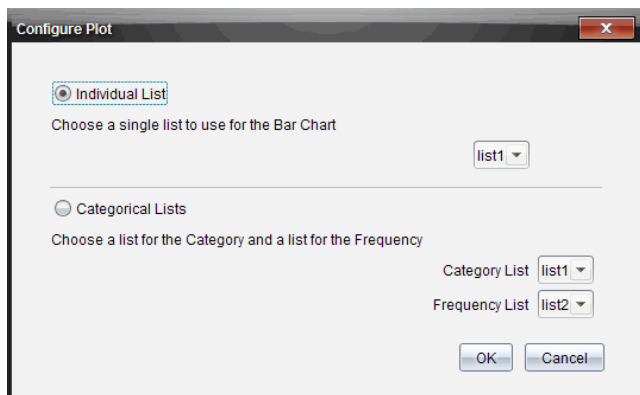 Configure Plot
Individual List
Choose a single list to use for the Bar Chart
list1
Categorical Lists
Choose a list for the Category and a list for the Frequency
Category List list1
Frequency List list2
OK Cancel